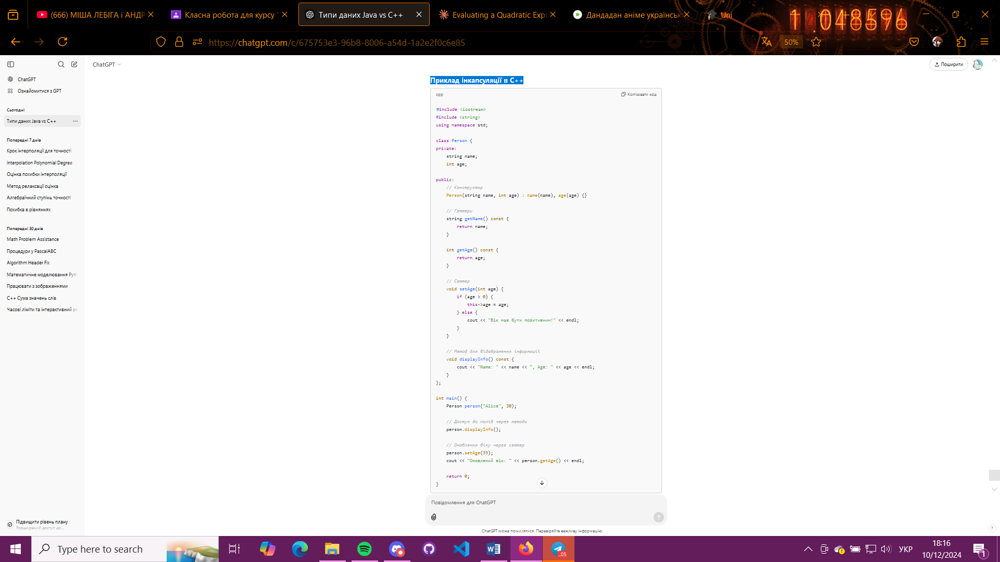 (666) МІША ЛЕБІГА і АНДР
Класна робота для курсу "
Типи даних Java vs C++
Evaluating a Quadratic Expr
Дандадан аніме українськ
Uni
https://chatgpt.com/c/675753e3-96b8-8006-a54d-1a2e2f0c6e85
50%
ChatGPT
Поширити
ChatGPT
Ознайомитися з GPT
Сьогодні
Типи даних Java vs C++
Попередні 7 днів
Крок інтерполяції для точності
Interpolation Polynomial Degree
Оцінка похибки інтерполяції
Метод релаксації оцінка
Алгебраїчний ступінь точності
Похибка в рівняннях
Попередні 30 днів
Math Problem Assistance
Процедури у PascalABC
Algorithm Header Fix
Математичне моделювання Pyth
Працювати з зображеннями
C++ Сума значень слів
Часові ліміти та інтерактивний ре
Підвищити рівень плану
Розширений доступ до...
Приклад інкапсуляції в C++
cpp
Копіювати код
#include <iostream>
#include <string>
using namespace std;
class Person {
private:
string name;
int age;
public:
// Конструктор
Person(string name, int age) : name(name), age(age) {}
// Геттери
string getName() const {
return name;
}
int getAge() const {
return age;
}
// Сеттер
void setAge(int age) {
if (age > 0) {
this->age = age;
} else {
cout << "Вік має бути позитивним!" << endl;
}
}
// Метод для відображення інформації
void displayInfo() const {
cout << "Name: " << name << ", Age: " << age << endl;
}
};
int main() {
Person person("Alice", 30);
// Доступ до полів через методи
person.displayInfo();
// Оновлення віку через сеттер
person.setAge(35);
cout << "Оновлений вік: " << person.getAge() << endl;
return 0;
}
Повідомлення для ChatGPT
ChatGPT може помилятися. Перевіряйте важливу інформацію.
?
Type here to search
..05
УКР
18:16
10/12/2024
1